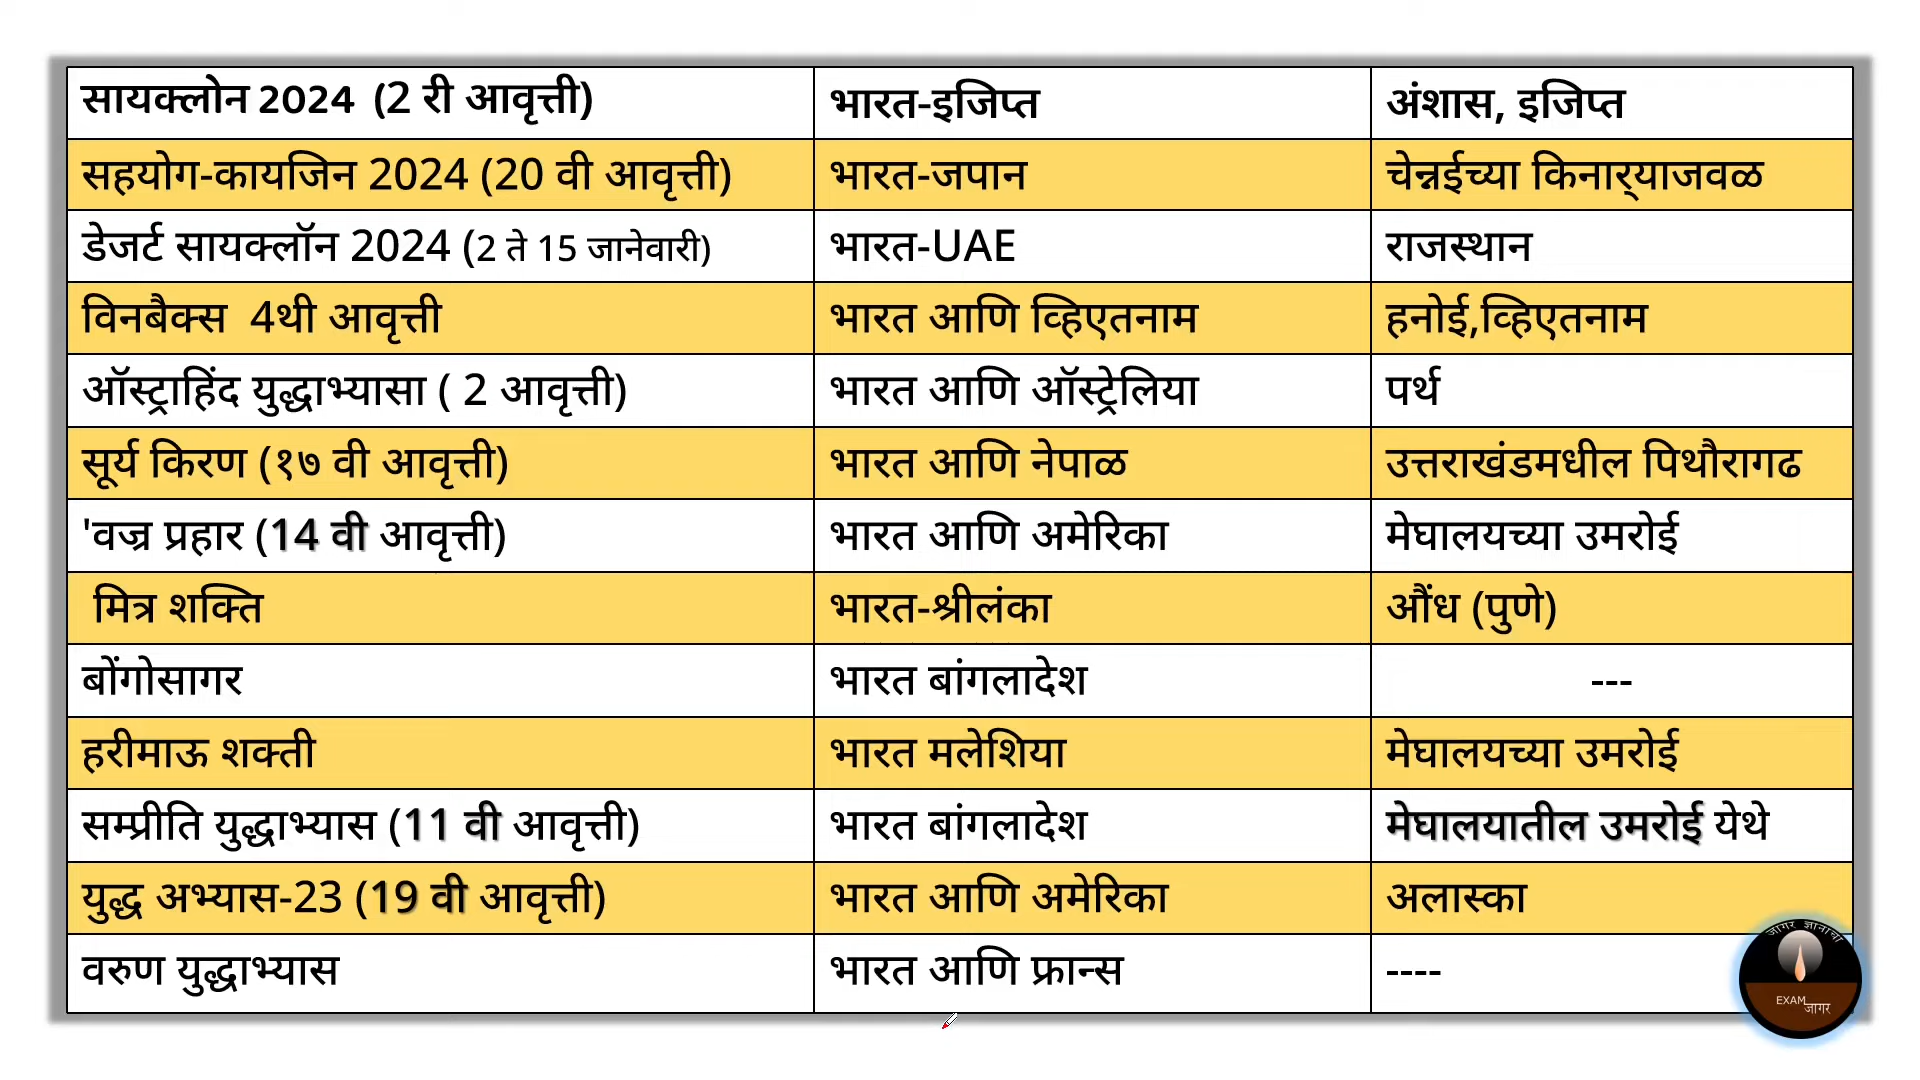 सायक्लोन 2024 (2 री आवृत्ती) भारत-इजिप्त अंशास, इजिप्त
सहयोग-कायजिन 2024 (20 वी आवृत्ती) भारत-जपान चेन्नईच्या किनाऱ्याजवळ
डेजर्ट सायक्लॉन 2024 (2 ते 15 जानेवारी) भारत-UAE राजस्थान
विनबैक्स 4थी आवृत्ती भारत आणि व्हिएतनाम हनोई,व्हिएतनाम
ऑस्ट्राहिंद युद्धाभ्यासा ( 2 आवृत्ती) भारत आणि ऑस्ट्रेलिया पर्थ
सूर्य किरण (१७ वी आवृत्ती) भारत आणि नेपाळ उत्तराखंडमधील पिथौरागढ
'वज्र प्रहार (14 वी आवृत्ती) भारत आणि अमेरिका मेघालयच्या उमरोई
मित्र शक्ति भारत-श्रीलंका औंध (पुणे)
बोंगोसागर भारत बांगलादेश ---
हरीमाऊ शक्ती भारत मलेशिया मेघालयच्या उमरोई
सम्प्रीति युद्धाभ्यास (11 वी आवृत्ती) भारत बांगलादेश मेघालयातील उमरोई येथे
युद्ध अभ्यास-23 (19 वी आवृत्ती) भारत आणि अमेरिका अलास्का
वरुण युद्धाभ्यास भारत आणि फ्रान्स ----
जागर ज्ञानाचा
EXAM जागर